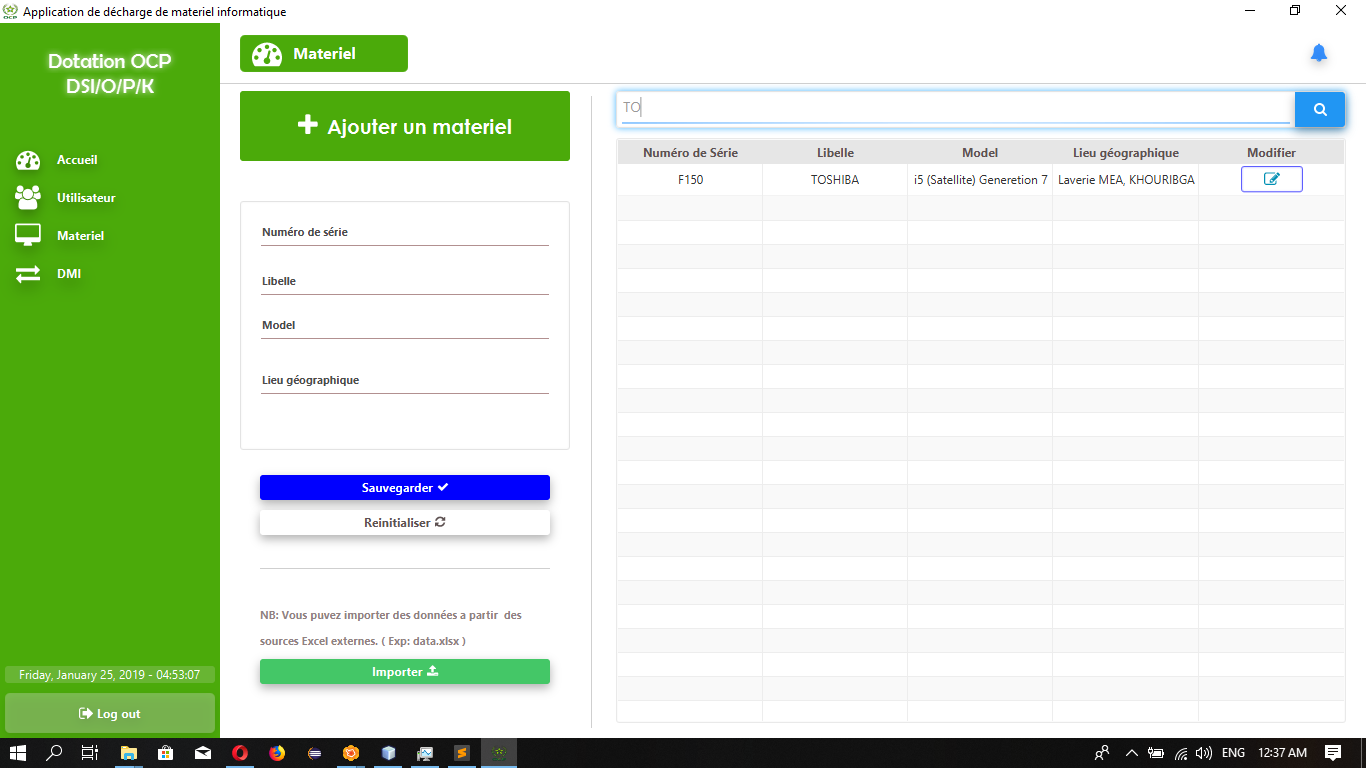 OCP
Application de décharge de materiel informatique
Dotation OCP
DSI/O/P/K
Accueil
Utilisateur
Materiel
DMI
Friday, January 25, 2019 - 04:53:07
Log out
Materiel
Ajouter un materiel
Numéro de série
Libelle
Model
Lieu géographique
Sauvegarder
Reinitialiser
NB: Vous puvez importer des données a partir des
sources Excel externes. ( Exp: data.xlsx )
Importer
TO
Numéro de Série Libelle Model Lieu géographique Modifier
F150 TOSHIBA i5 (Satellite) Generetion 7 Laverie MEA, KHOURIBGA
ENG 12:37 AM